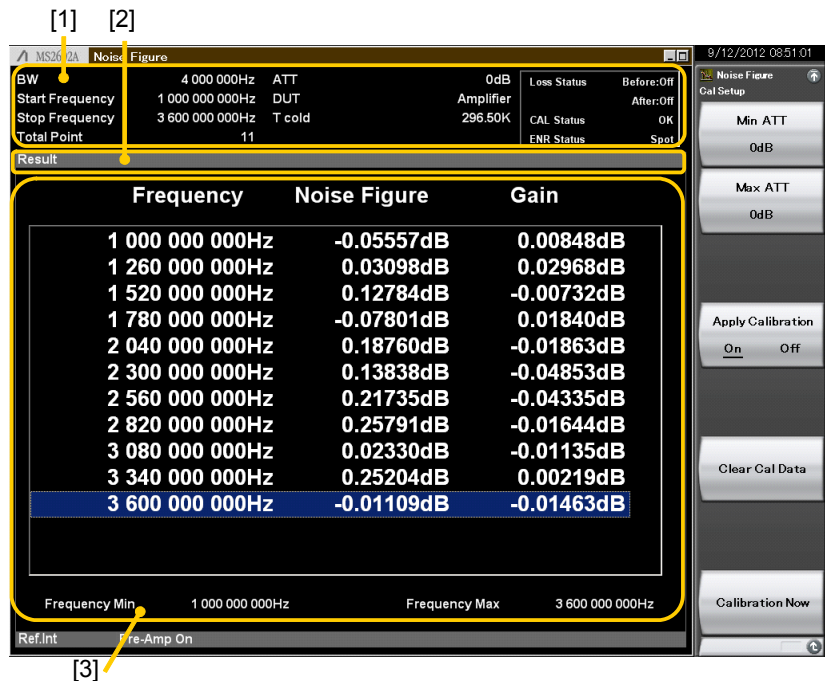 [1] [2]
MS2692A Noise Figure
9/12/2012 08:51:01
BW 4 000 000Hz ATT 0dB Loss Status Before:Off
Start Frequency 1 000 000 000Hz DUT Amplifier After:Off
Stop Frequency 3 600 000 000Hz T cold 296.50K CAL Status OK
Total Point 11 ENR Status Spot
Result
Frequency Noise Figure Gain
1 000 000 000Hz -0.05557dB 0.00848dB
1 260 000 000Hz 0.03098dB 0.02968dB
1 520 000 000Hz 0.12784dB -0.00732dB
1 780 000 000Hz -0.07801dB 0.01840dB
2 040 000 000Hz 0.18760dB -0.01863dB
2 300 000 000Hz 0.13838dB -0.04853dB
2 560 000 000Hz 0.21735dB -0.04335dB
2 820 000 000Hz 0.25791dB -0.01644dB
3 080 000 000Hz 0.02330dB -0.01135dB
3 340 000 000Hz 0.25204dB 0.00219dB
3 600 000 000Hz -0.01109dB -0.01463dB
Frequency Min 1 000 000 000Hz Frequency Max 3 600 000 000Hz
Ref.Int Pre-Amp On
[3]
Noise Figure
Cal Setup
Min ATT
0dB
Max ATT
0dB
Apply Calibration
On Off
Clear Cal Data
Calibration Now